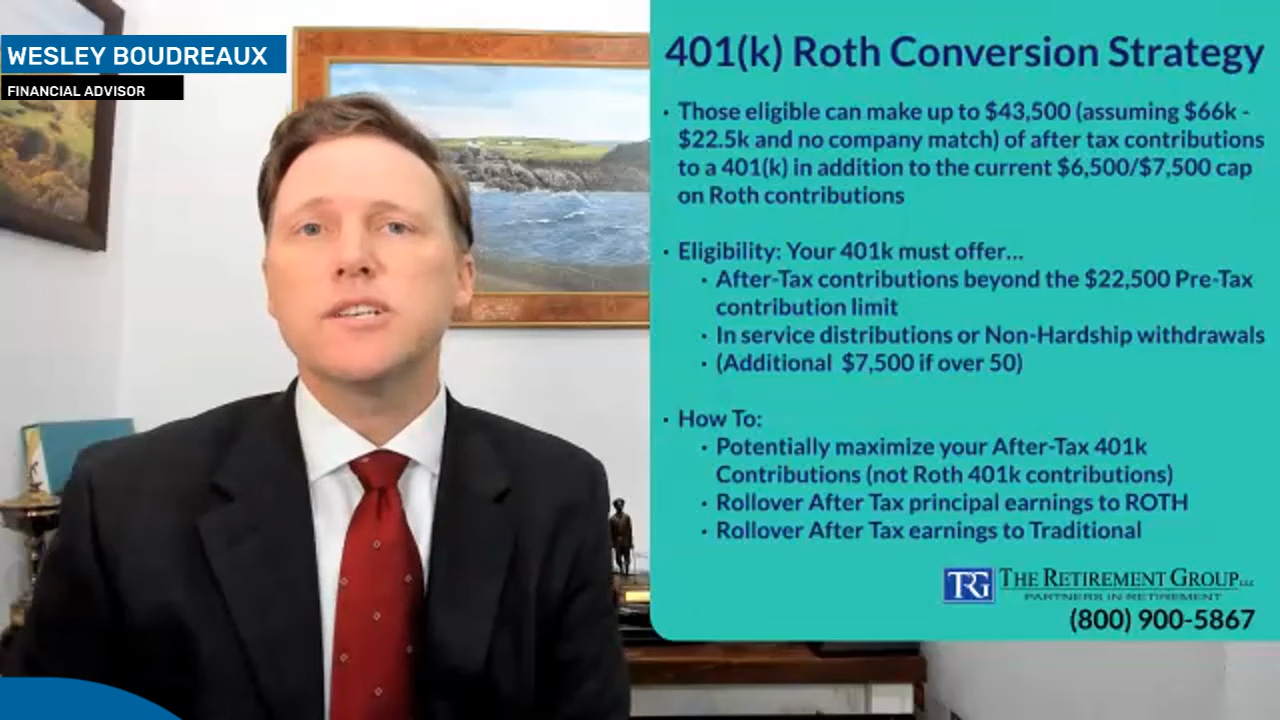 WESLEY BOUDREAUX
FINANCIAL ADVISOR
401(k) Roth Conversion Strategy
· Those eligible can make up to $43,500 (assuming $66k -
$22.5k and no company match) of after tax contributions
to a 401(k) in addition to the current $6,500/$7,500 cap
on Roth contributions
· Eligibility: Your 401k must offer...
· After-Tax contributions beyond the $22,500 Pre-Tax
contribution limit
· In service distributions or Non-Hardship withdrawals
· (Additional $7,500 if over 50)
· How To:
· Potentially maximize your After-Tax 401k
Contributions (not Roth 401k contributions)
· Rollover After Tax principal earnings to ROTH
· Rollover After Tax earnings to Traditional
TRG THE RETIREMENT GROUP LLC
PARTNERS IN RETIREMENT
(800) 900-5867